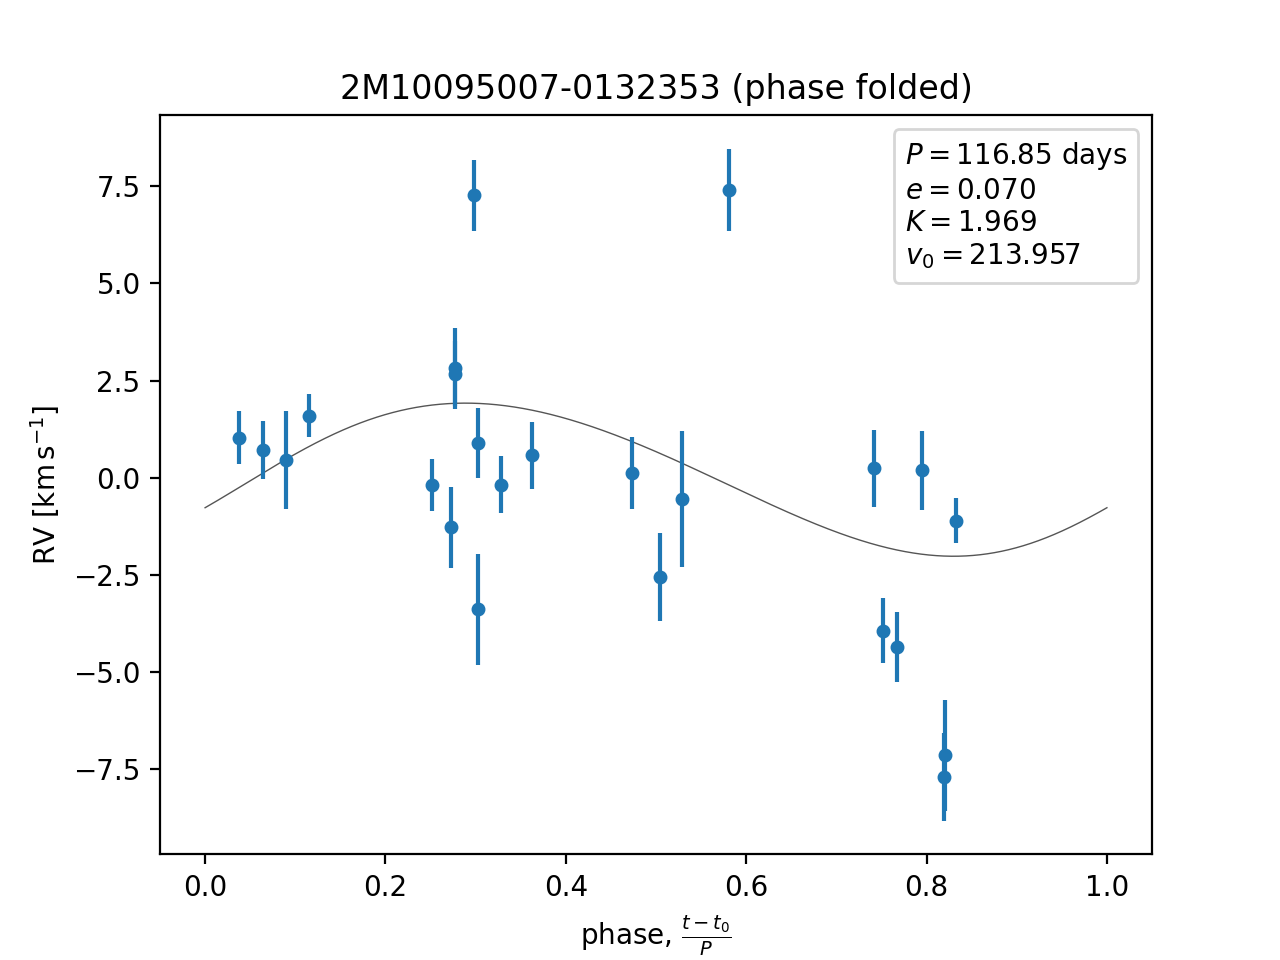 2M10095007-0132353 (phase folded)
P = 116.85 days
e = 0.070
K = 1.969
v₀ = 213.957
RV [km s⁻¹]
7.5
5.0
2.5
0.0
−2.5
−5.0
−7.5
0.0 0.2 0.4 0.6 0.8 1.0
phase, (t − t₀)/P